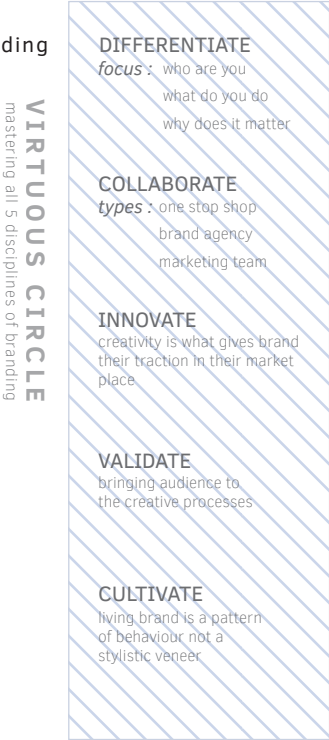 ding
VIRTUOUS CIRCLE
mastering all 5 disciplines of branding
DIFFERENTIATE
focus : who are you
what do you do
why does it matter
COLLABORATE
types : one stop shop
brand agency
marketing team
INNOVATE
creativity is what gives brand
their traction in their market
place
VALIDATE
bringing audience to
the creative processes
CULTIVATE
living brand is a pattern
of behaviour not a
stylistic veneer